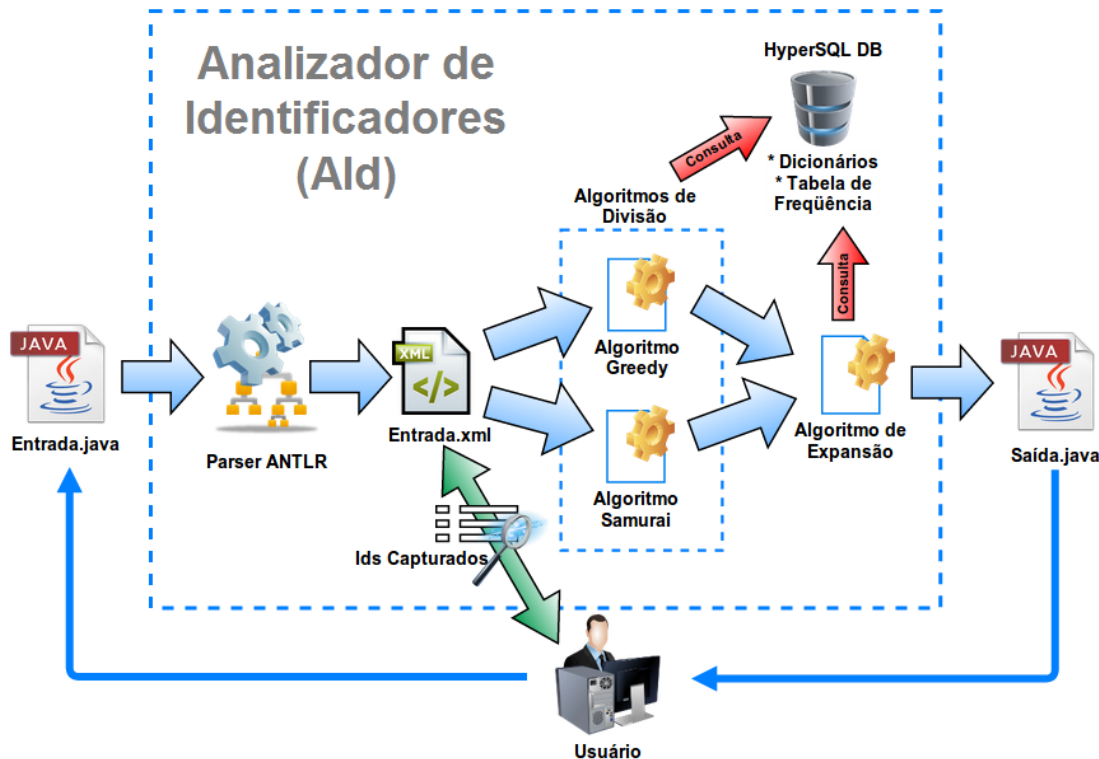 Analizador de
Identificadores
(AId)
HyperSQL DB
Consulta
* Dicionários
* Tabela de
Freqüência
Algoritmos de
Divisão
Consulta
JAVA
Entrada.java
Parser ANTLR
XML
</>
Entrada.xml
Algoritmo
Greedy
Algoritmo
Samurai
Algoritmo de
Expansão
JAVA
Saída.java
Ids Capturados
Usuário